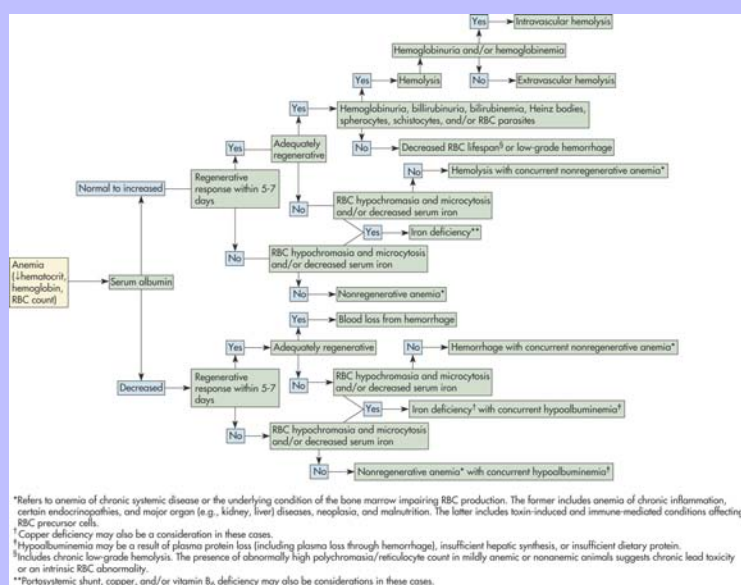 Yes
Intravascular hemolysis
Hemoglobinuria and/or hemoglobinemia
Yes
Hemolysis
No
Extravascular hemolysis
Yes
Hemoglobinuria, billirubinuria, bilirubinemia, Heinz bodies,
spherocytes, schistocytes, and/or RBC parasites
Yes
Adequately
regenerative
No
Decreased RBC lifespan§ or low-grade hemorrhage
No
Hemolysis with concurrent nonregenerative anemia*
Normal to increased
Regenerative
response within 5-7
days
No
RBC hypochromasia and microcytosis
and/or decreased serum iron
Yes
Iron deficiency**
No
RBC hypochromasia and microcytosis
and/or decreased serum iron
Anemia
(↓hematocrit,
hemoglobin,
RBC count)
Serum albumin
No
Nonregenerative anemia*
Yes
Blood loss from hemorrhage
Yes
Adequately regenerative
No
Hemorrhage with concurrent nonregenerative anemia*
Decreased
Regenerative
response within 5-7
days
No
RBC hypochromasia and microcytosis
and/or decreased serum iron
Yes
Iron deficiency† with concurrent hypoalbuminemia‡
No
RBC hypochromasia and microcytosis
and/or decreased serum iron
No
Nonregenerative anemia* with concurrent hypoalbuminemia‡
*Refers to anemia of chronic systemic disease or the underlying condition of the bone marrow impairing RBC production. The former includes anemia of chronic inflammation,
certain endocrinopathies, and major organ (e.g., kidney, liver) diseases, neoplasia, and malnutrition. The latter includes toxin-induced and immune-mediated conditions affecting
RBC precursor cells.
†Copper deficiency may also be a consideration in these cases.
‡Hypoalbuminemia may be a result of plasma protein loss (including plasma loss through hemorrhage), insufficient hepatic synthesis, or insufficient dietary protein.
§Includes chronic low-grade hemolysis. The presence of abnormally high polychromasia/reticulocyte count in mildly anemic or nonanemic animals suggests chronic lead toxicity
or an intrinsic RBC abnormality.
**Portosystemic shunt, copper, and/or vitamin B₆ deficiency may also be considerations in these cases.